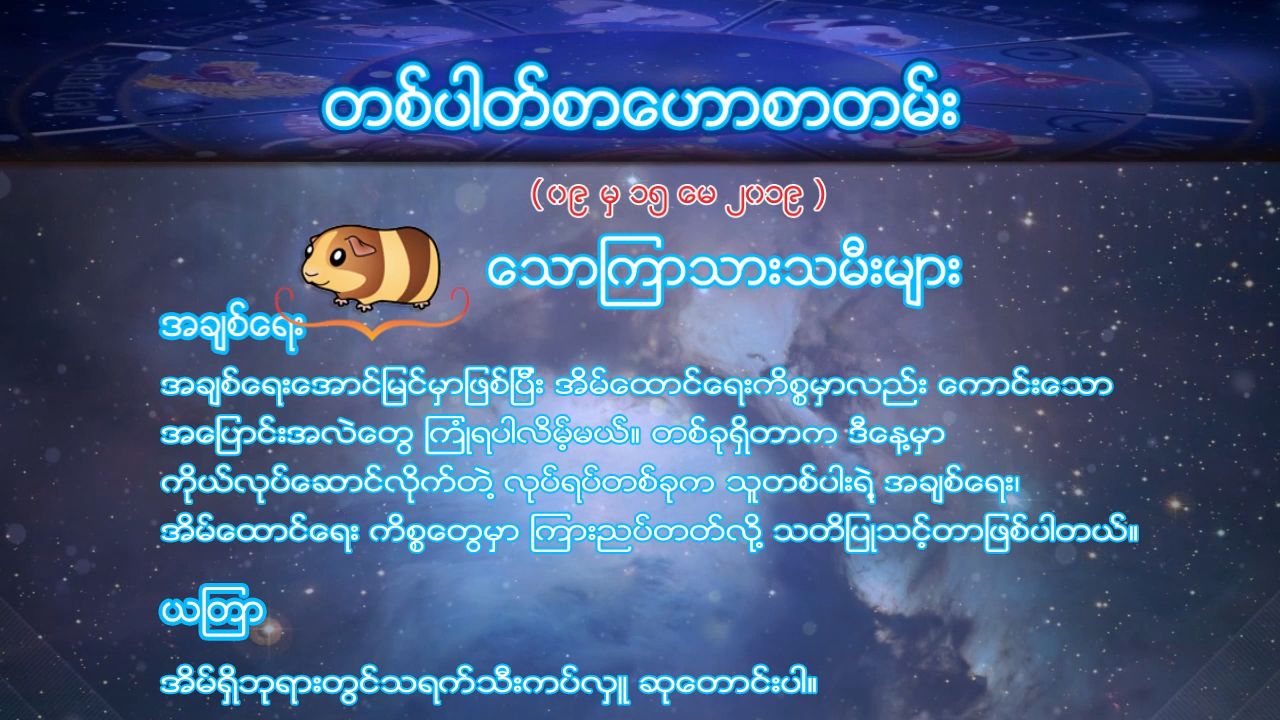 တစ်ပါတ်စာဟောစာတမ်း
( ၀၉ မှ ၁၅ မေ ၂၀၁၉ )
သောကြာသားသမီးများ
အချစ်ရေး
အချစ်ရေးအောင်မြင်မှာဖြစ်ပြီး အိမ်ထောင်ရေးကိစ္စမှာလည်း ကောင်းသော
အပြောင်းအလဲတွေ ကြုံရပါလိမ့်မယ်။ တစ်ခုရှိတာက ဒီနေ့မှာ
ကိုယ်လုပ်ဆောင်လိုက်တဲ့ လုပ်ရပ်တစ်ခုက သူတစ်ပါးရဲ့ အချစ်ရေး၊
အိမ်ထောင်ရေး ကိစ္စတွေမှာ ကြားညပ်တတ်လို့ သတိပြုသင့်တာဖြစ်ပါတယ်။
ယတြာ
အိမ်ရှိဘုရားတွင်သရက်သီးကပ်လှူ ဆုတောင်းပါ။